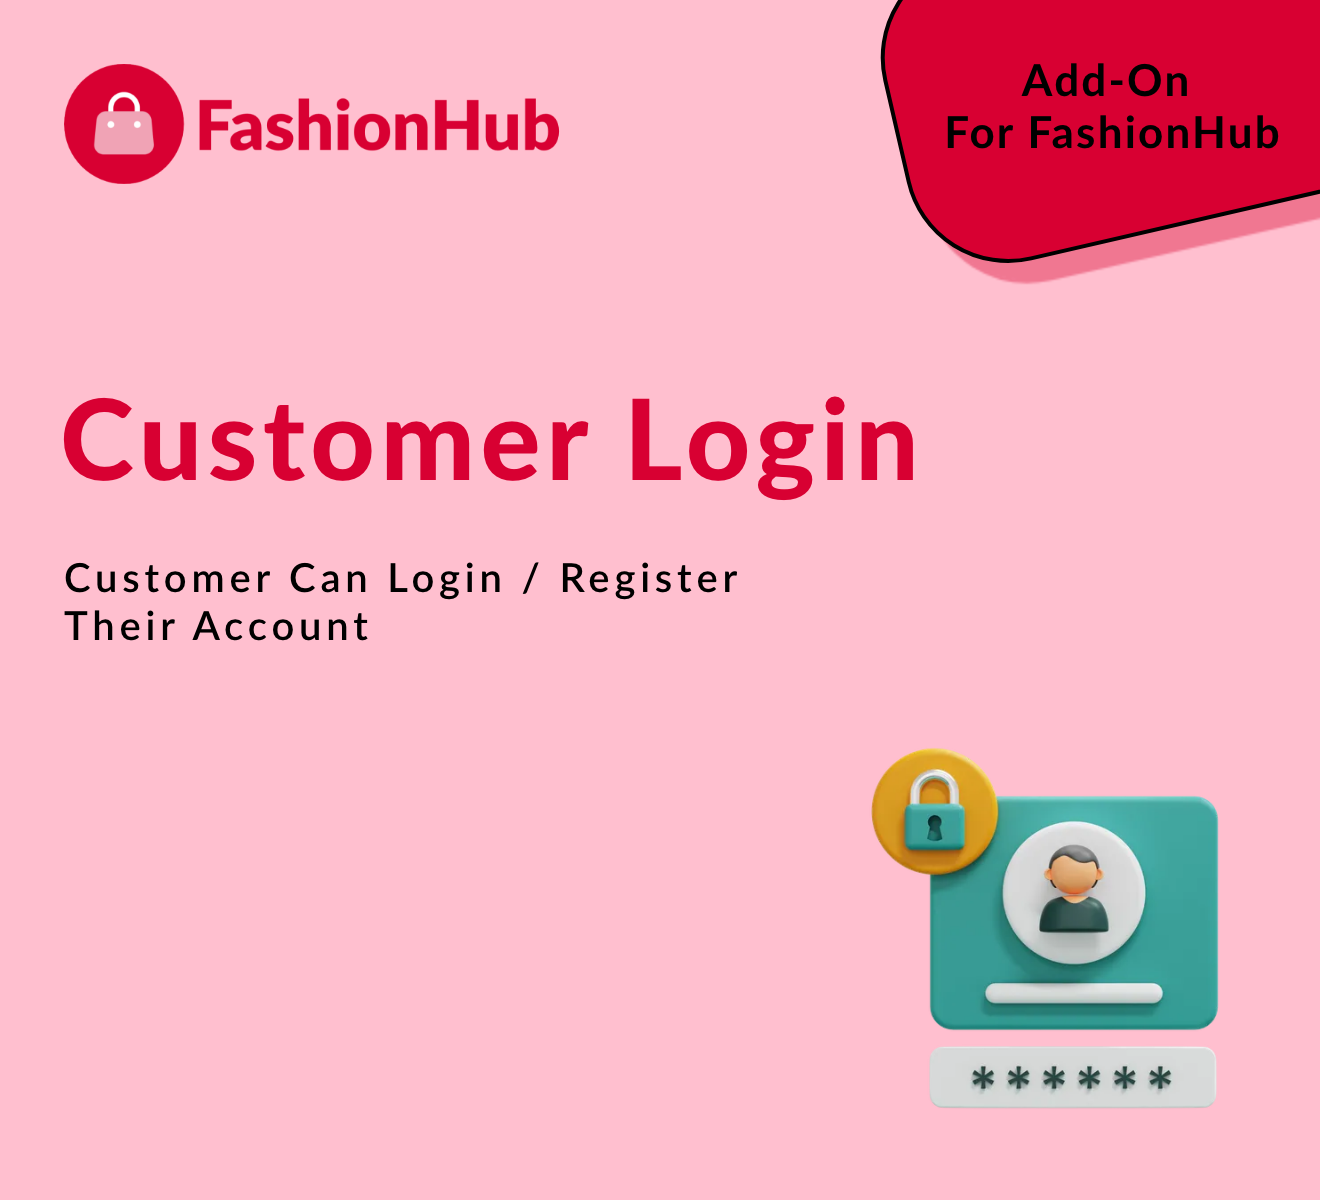 FashionHub
Add-On
For FashionHub
Customer Login
Customer Can Login / Register
Their Account
******